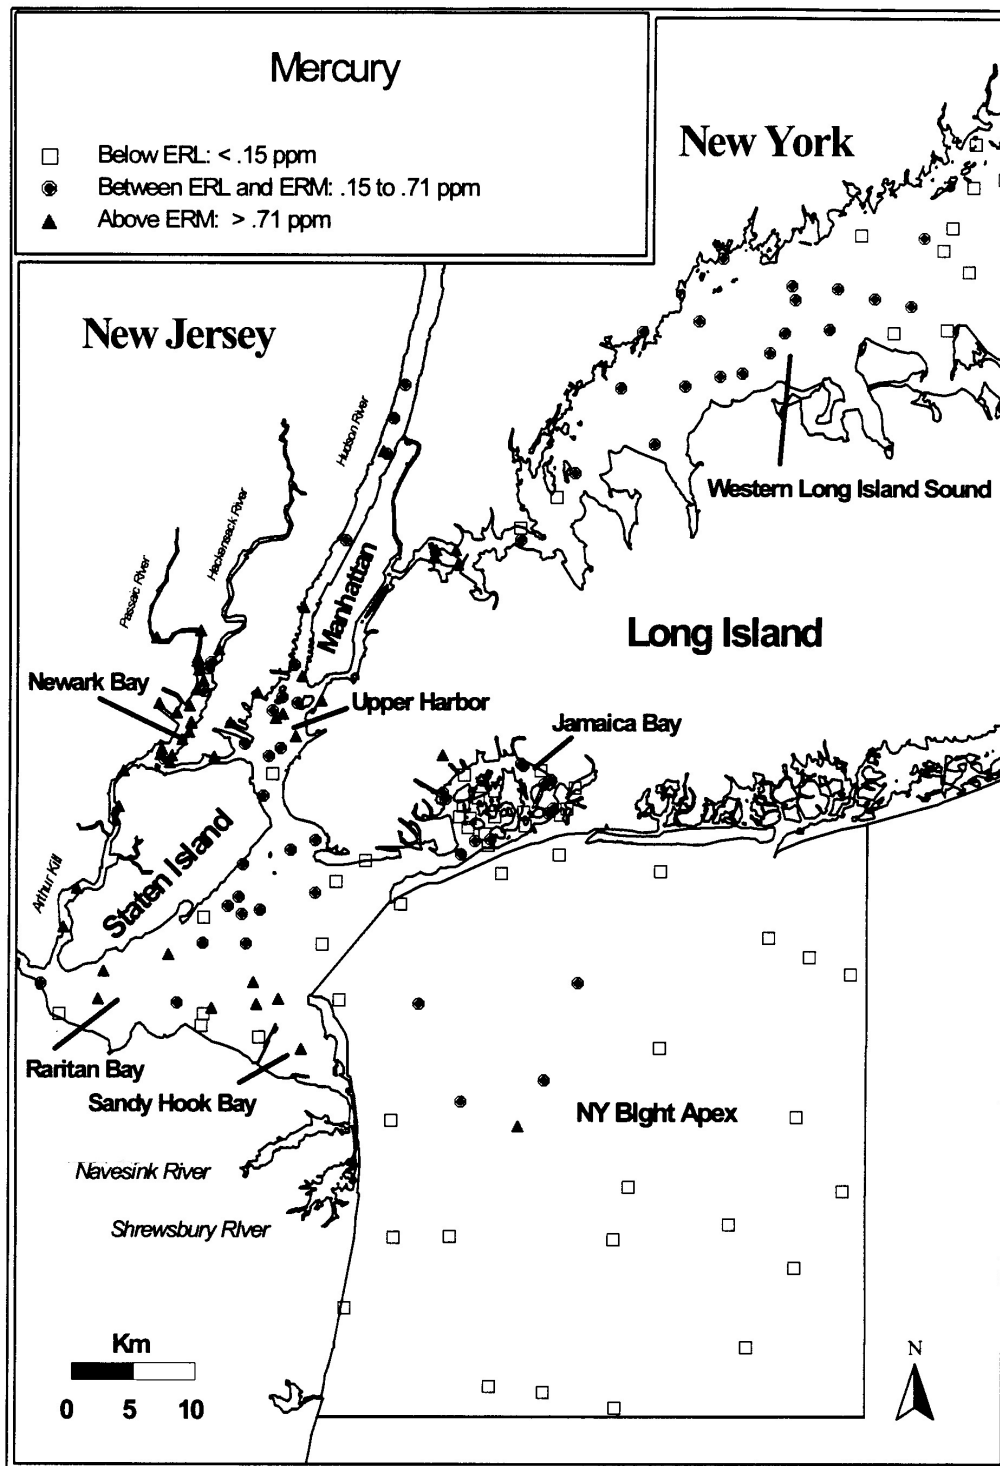 Mercury
Below ERL: < .15 ppm
Between ERL and ERM: .15 to .71 ppm
Above ERM: > .71 ppm
New York
New Jersey
Hudson River
Western Long Island Sound
Hackensack River
Passaic River
Manhattan
Long Island
Newark Bay
Upper Harbor
Jamaica Bay
Staten Island
Arthur Kill
Raritan Bay
Sandy Hook Bay
NY Bight Apex
Navesink River
Shrewsbury River
Km
0 5 10
N